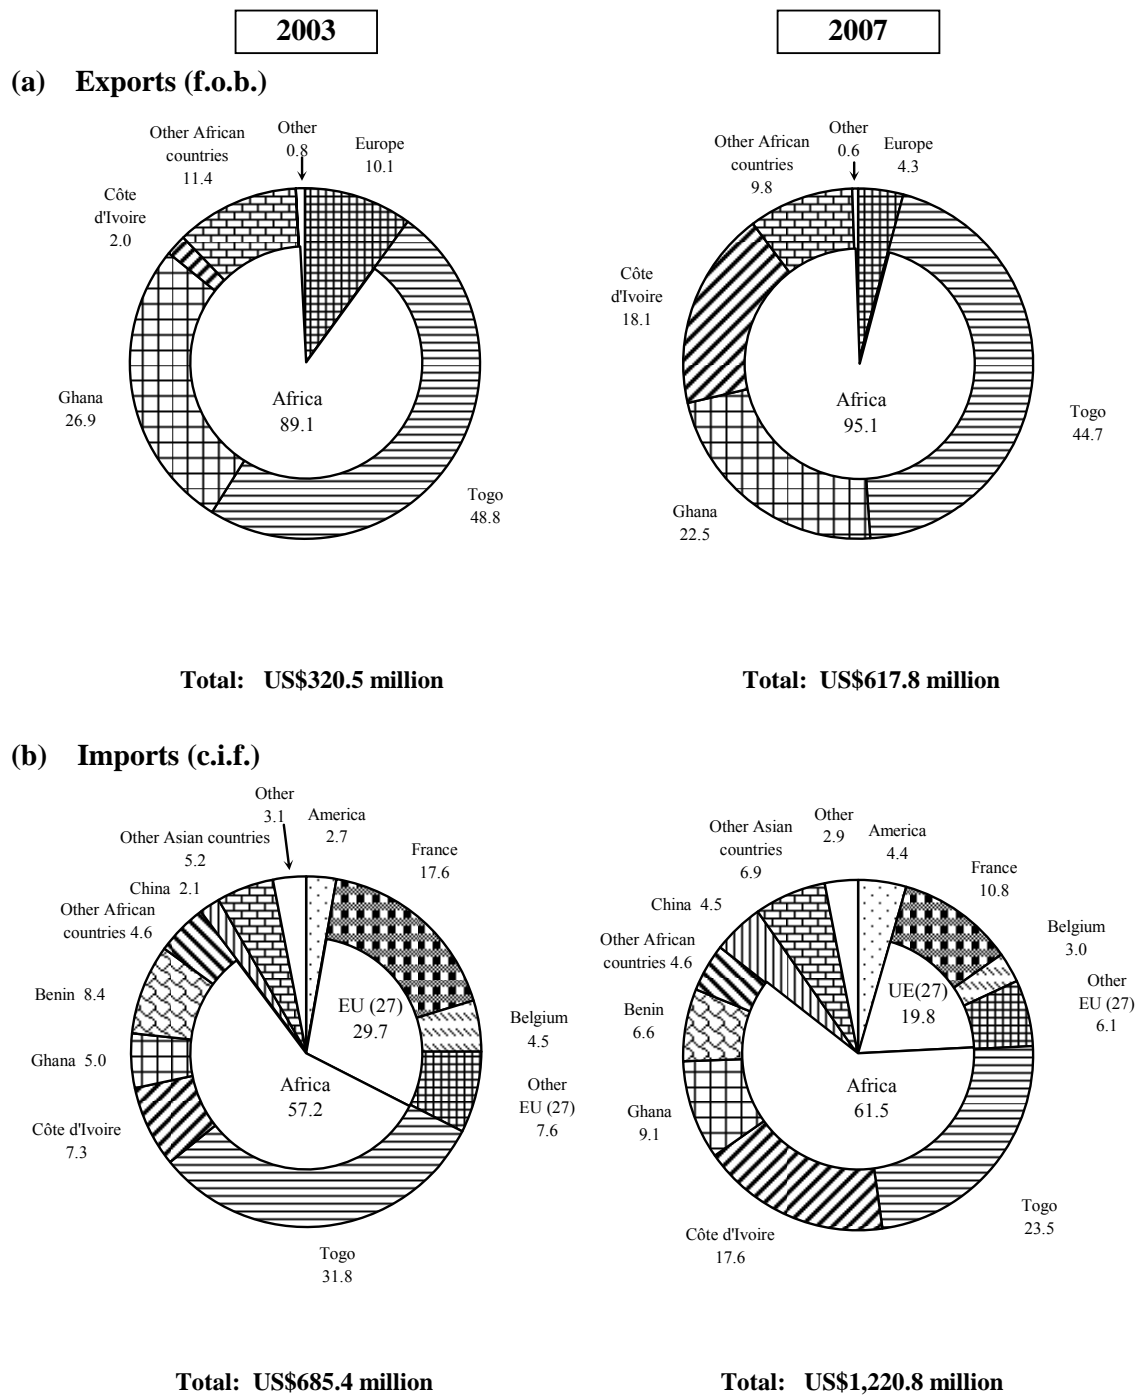 2003
2007
(a) Exports (f.o.b.)
Other African
countries
11.4
Other
0.8
Europe
10.1
Côte
d'Ivoire
2.0
Ghana
26.9
Africa
89.1
Togo
48.8
Other African
countries
9.8
Other
0.6
Europe
4.3
Côte
d'Ivoire
18.1
Africa
95.1
Togo
44.7
Ghana
22.5
Total: US$320.5 million
Total: US$617.8 million
(b) Imports (c.i.f.)
Other
3.1
America
2.7
Other Asian countries
5.2
France
17.6
China 2.1
Other African
countries 4.6
Benin 8.4
EU (27)
29.7
Belgium
4.5
Ghana 5.0
Africa
57.2
Other
EU (27)
7.6
Côte d'Ivoire
7.3
Togo
31.8
Other
2.9
Other Asian
countries
6.9
America
4.4
France
10.8
China 4.5
Belgium
3.0
Other African
countries 4.6
UE(27)
19.8
Other
EU (27)
6.1
Benin
6.6
Africa
61.5
Ghana
9.1
Togo
23.5
Côte d'Ivoire
17.6
Total: US$685.4 million
Total: US$1,220.8 million